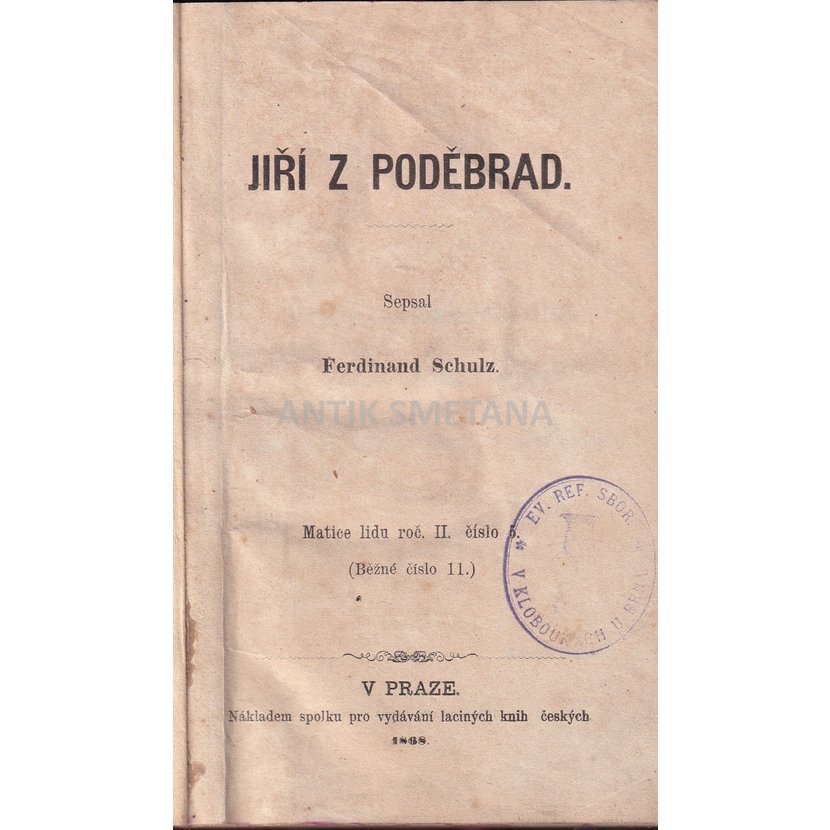 JIŘÍ Z PODĚBRAD.
Sepsal
Ferdinand Schulz.
ANTIK SMETANA
Matice lidu roč. II. číslo 5.
(Běžné číslo 11.)
EV. REF. SBOR.
* V KLOBOUKÁCH U BRNA *
V PRAZE.
Nákladem spolku pro vydávání laciných knih českých
1868.